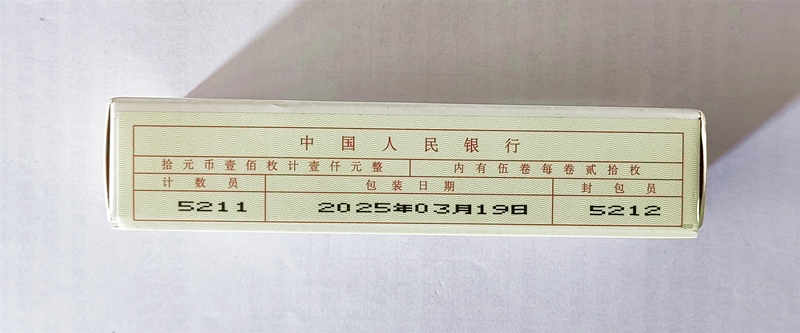 中国人民银行
拾元币壹佰枚计壹仟元整 内有伍卷每卷贰拾枚
计数员 包装日期 封包员
5211 2025年03月19日 5212